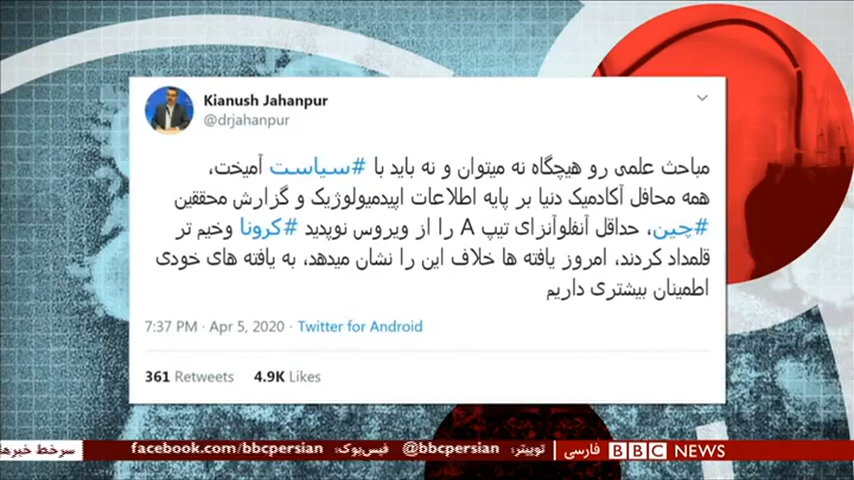 Kianush Jahanpur
@drjahanpur
مباحث علمی رو هیچگاه نه میتوان و نه باید با #سیاست آمیخت،
همه محافل آکادمیک دنیا بر پایه اطلاعات اپیدمیولوژیک و گزارش محققین
#چین، حداقل آنفلوآنزای تیپ A را از ویروس نوپدید #کرونا وخیم تر
قلمداد کردند، امروز یافته ها خلاف این را نشان میدهد، به یافته های خودی
اطمینان بیشتری داریم
7:37 PM · Apr 5, 2020 · Twitter for Android
361 Retweets 4.9K Likes
BBC NEWS فارسی توییتر: @bbcpersian فیس‌بوک: facebook.com/bbcpersian سرخط خبرها